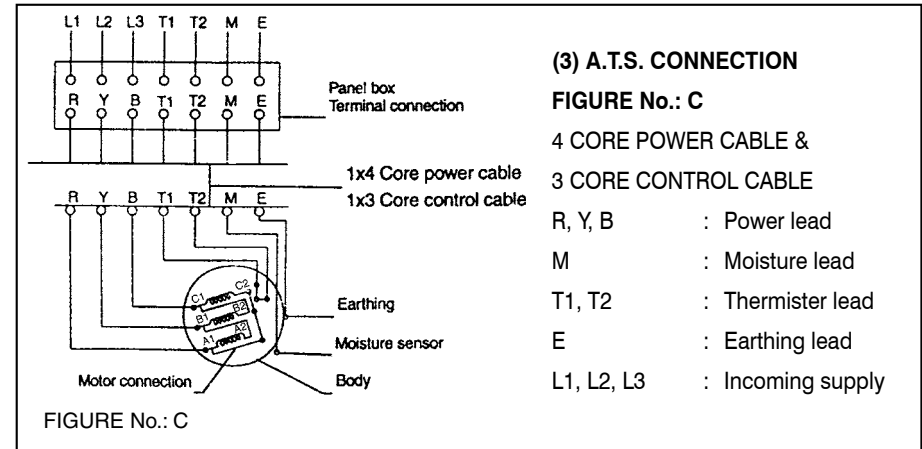 L1 L2 L3 T1 T2 M E
R Y B T1 T2 M E
Panel box
Terminal connection
1x4 Core power cable
1x3 Core control cable
R Y B T1 T2 M E
C1 C2
B1 B2
A1 A2
Earthing
Moisture sensor
Motor connection
Body
FIGURE No.: C
(3) A.T.S. CONNECTION
FIGURE No.: C
4 CORE POWER CABLE &
3 CORE CONTROL CABLE
R, Y, B : Power lead
M : Moisture lead
T1, T2 : Thermister lead
E : Earthing lead
L1, L2, L3 : Incoming supply